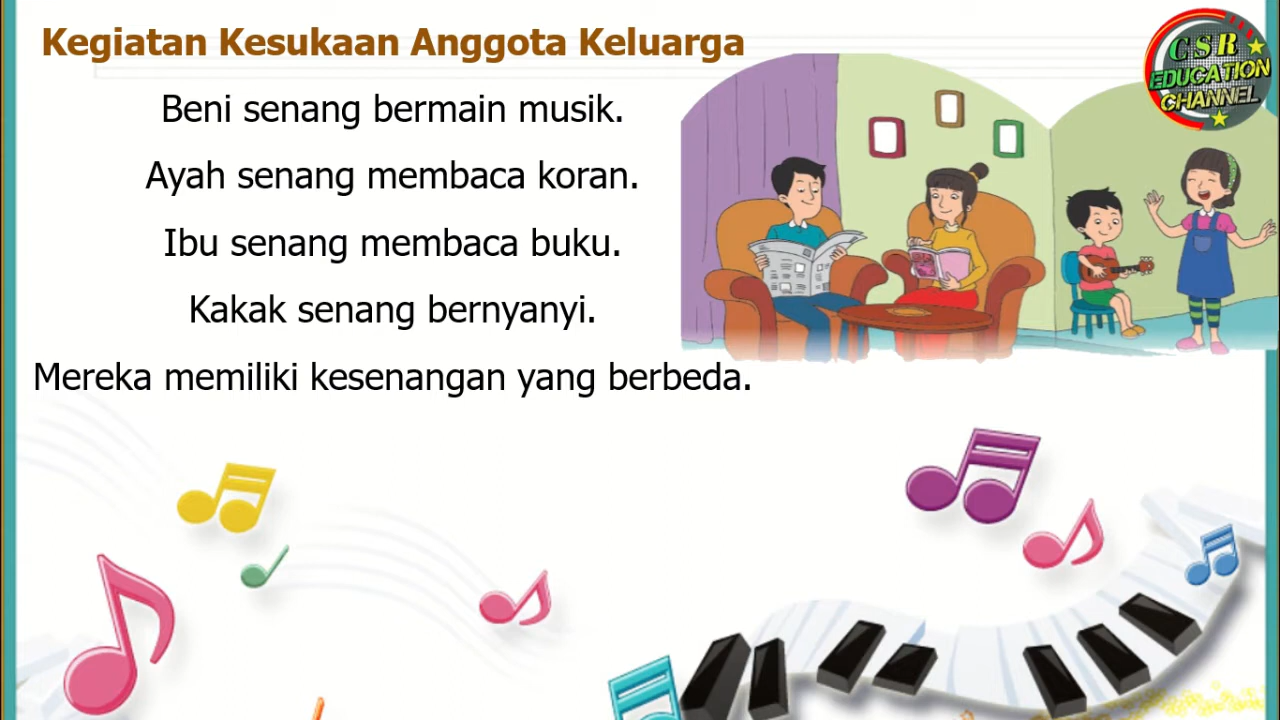 Kegiatan Kesukaan Anggota Keluarga
Beni senang bermain musik.
Ayah senang membaca koran.
Ibu senang membaca buku.
Kakak senang bernyanyi.
Mereka memiliki kesenangan yang berbeda.
CSR
EDUCATION
CHANNEL